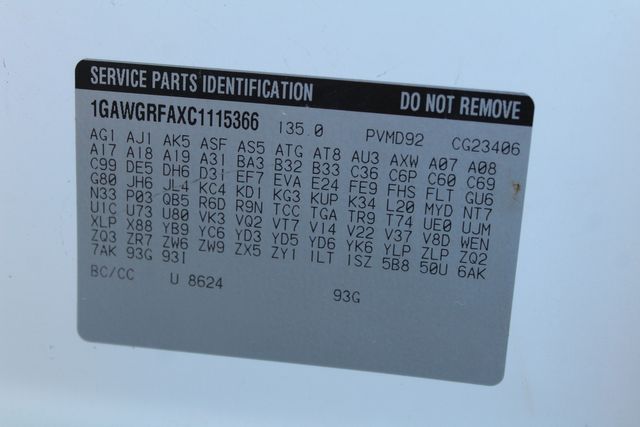 SERVICE PARTS IDENTIFICATION DO NOT REMOVE
1GAWGRFAXC1115366 135.0 PVMD92 CG23406
AG1 AJ1 AK5 ASF AS5 ATG AT8 AU3 AXW A07 A08
A17 A18 A19 A31 BA3 B32 B33 C36 C6P C60 C69
C99 DE5 DH6 D31 EF7 EVA E24 FE9 FHS FLT GU6
G80 JH6 JL4 KC4 KD1 KG3 KUP K34 L20 MYD NT7
N33 P03 QB5 R6D R9N TCC TGA TR9 T74 UE0 UJM
U1C U73 U80 VK3 VQ2 VT7 V14 V22 V37 V8D WEN
XLP X88 YB9 YC6 YD3 YD5 YD6 YK6 YLP ZLP ZQ2
ZQ3 ZR7 ZW6 ZW9 ZX5 ZY1 1LT 1SZ 5B8 50U 6AK
7AK 93G 93I
BC/CC U 8624 93G